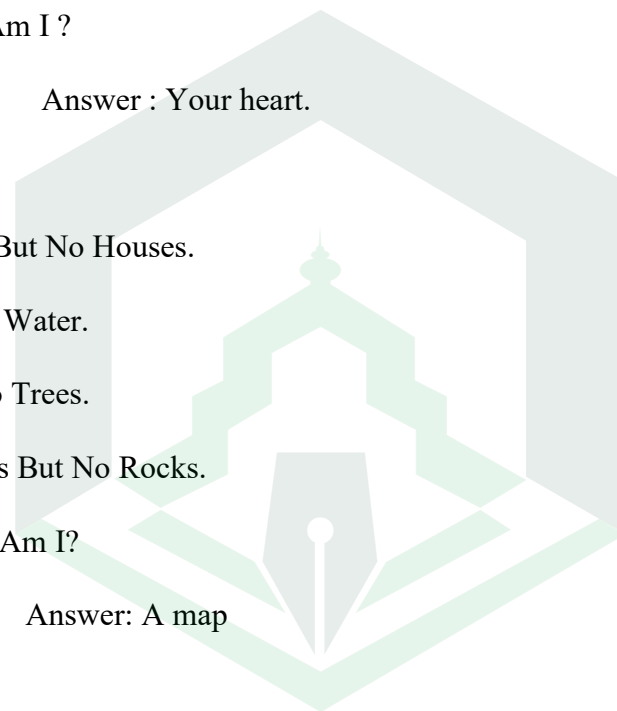 Am I ?
Answer : Your heart.
But No Houses.
Water.
Trees.
But No Rocks.
Am I?
Answer: A map